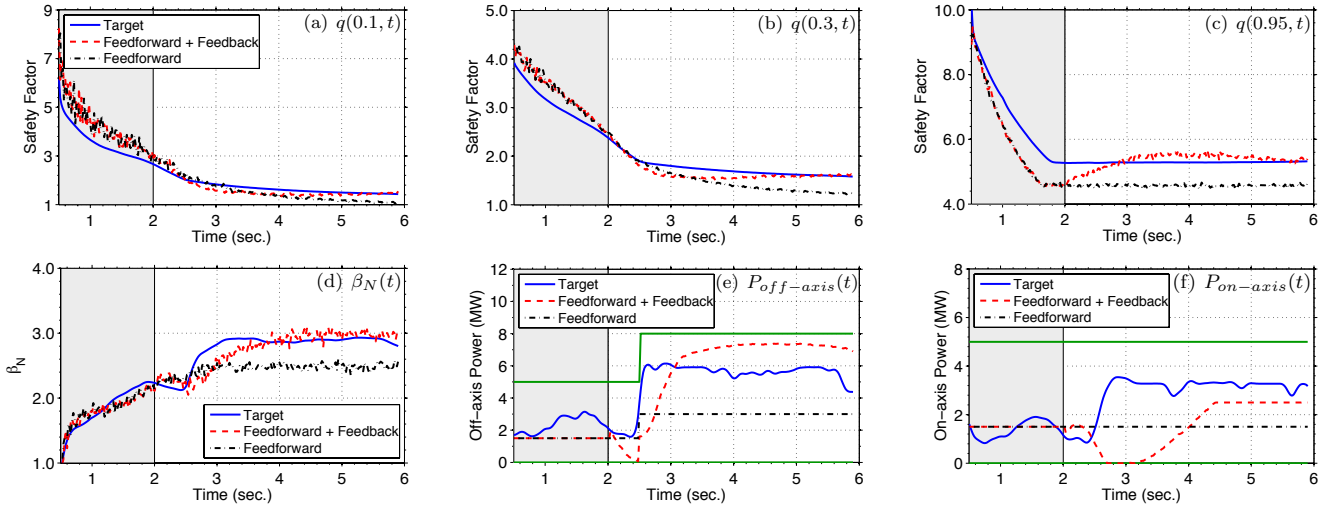 (a) q(0.1, t)
Target
Feedforward + Feedback
Feedforward
Safety Factor
9
7
5
3
1
1 2 3 4 5 6
Time (sec.)
(b) q(0.3, t)
Safety Factor
5.0
4.0
3.0
2.0
1.0
1 2 3 4 5 6
Time (sec.)
(c) q(0.95, t)
Safety Factor
10.0
8.0
6.0
4.0
1 2 3 4 5 6
Time (sec.)
(d) βN(t)
βN
4.0
3.0
2.0
1.0
Target
Feedforward + Feedback
Feedforward
1 2 3 4 5 6
Time (sec.)
(e) Poff−axis(t)
Target
Feedforward + Feedback
Feedforward
Off−axis Power (MW)
12
10
8
6
4
2
0
1 2 3 4 5 6
Time (sec.)
(f) Pon−axis(t)
Target
Feedforward + Feedback
Feedforward
On−axis Power (MW)
8
6
4
2
0
1 2 3 4 5 6
Time (sec.)